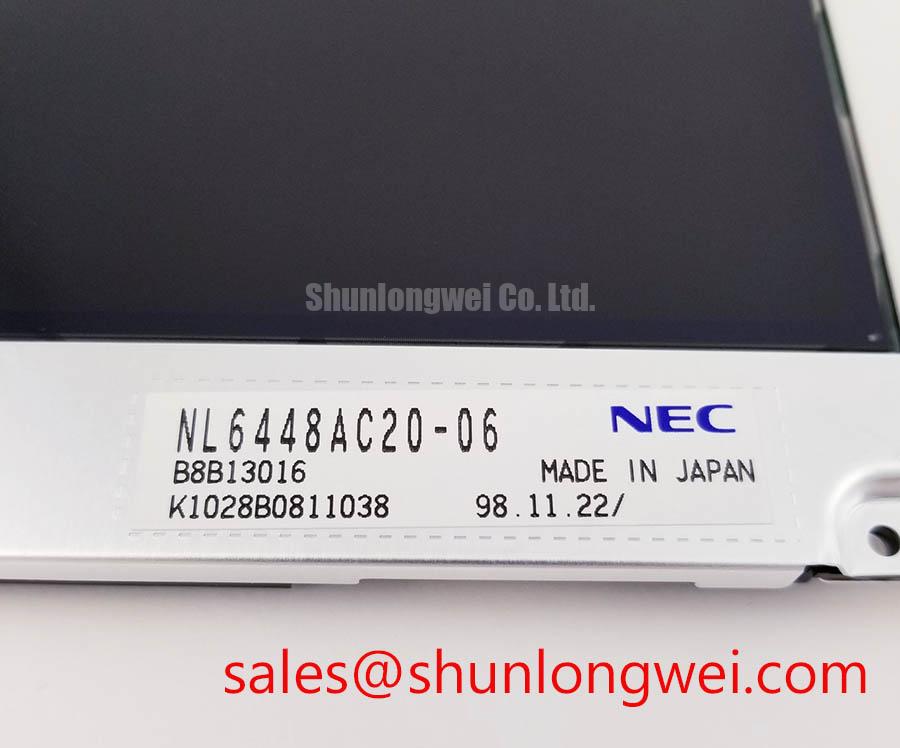 Shunlongwei Co. Ltd.
NL6448AC20-06 NEC
B8B13016 MADE IN JAPAN
K1028B0811038 98.11.22/
sales@shunlongwei.com